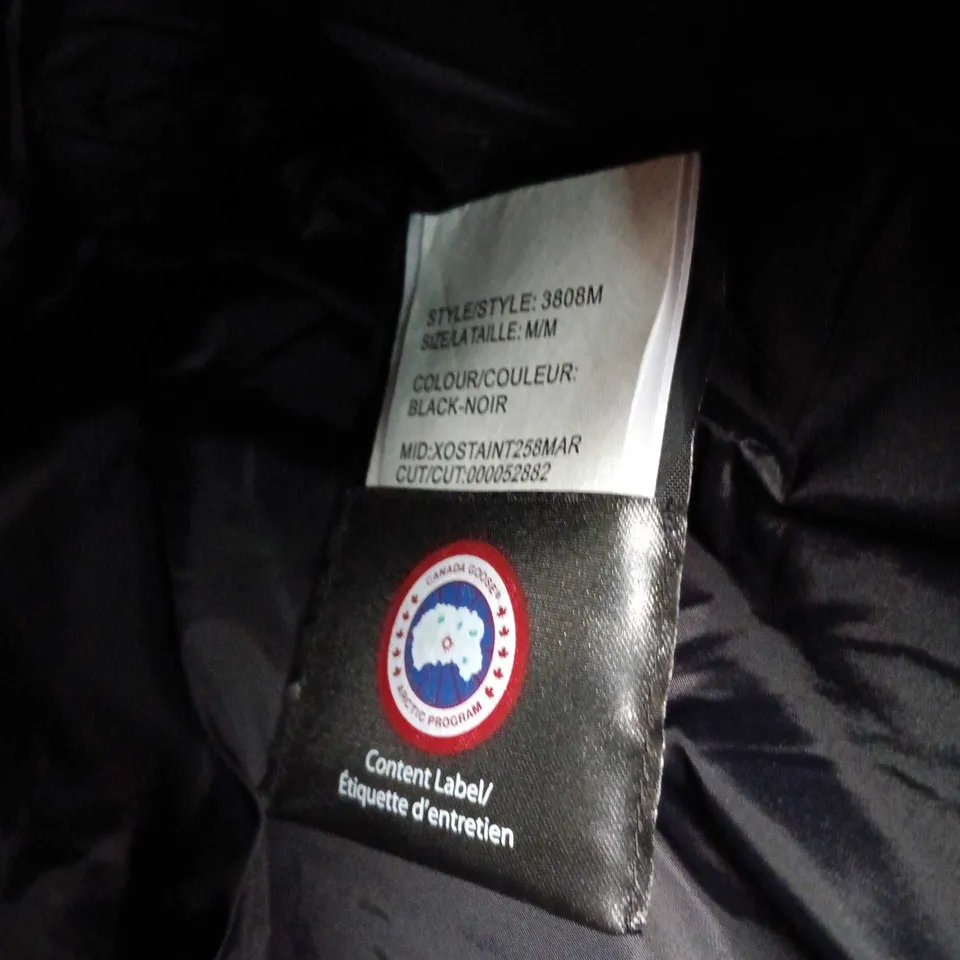 STYLE/STYLE: 3808M
SIZE/LA TAILLE: M/M
COLOUR/COULEUR:
BLACK-NOIR
MID:XOSTAINT258MAR
CUT/CUT:000052882
CANADA GOOSE®
ARCTIC PROGRAM
Content Label/
Étiquette d'entretien